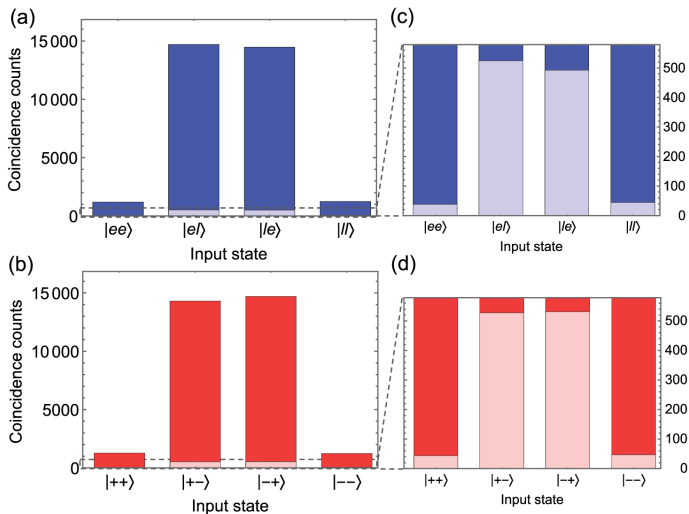 (a)
Coincidence counts
15 000
10 000
5000
0
|ee⟩ |el⟩ |le⟩ |ll⟩
Input state
(c)
500
400
300
200
100
0
|ee⟩ |el⟩ |le⟩ |ll⟩
Input state
(b)
Coincidence counts
15 000
10 000
5000
0
|++⟩ |+−⟩ |−+⟩ |−−⟩
Input state
(d)
500
400
300
200
100
0
|++⟩ |+−⟩ |−+⟩ |−−⟩
Input state